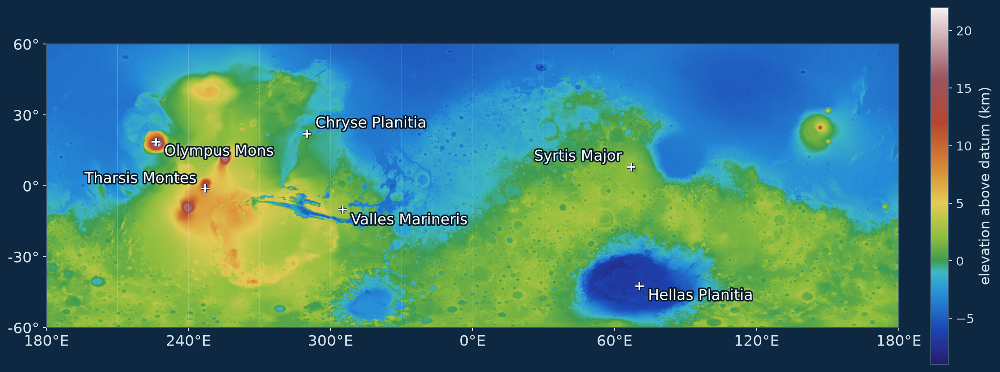 60°
30°
0°
-30°
-60°
180°E
240°E
300°E
0°E
60°E
120°E
180°E
Chryse Planitia
Olympus Mons
Syrtis Major
Tharsis Montes
Valles Marineris
Hellas Planitia
20
15
10
5
0
−5
elevation above datum (km)